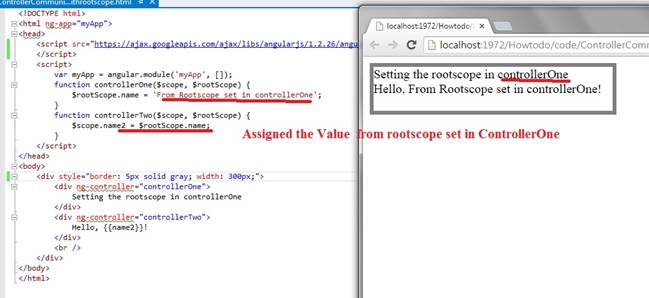 ControllerCommuni...ithrootscope.html
<!DOCTYPE html>
<html ng-app="myApp">
<head>
<script src="https://ajax.googleapis.com/ajax/libs/angularjs/1.2.26/angu
</script>
<script>
var myApp = angular.module('myApp', []);
function controllerOne($scope, $rootScope) {
$rootScope.name = 'From Rootscope set in controllerOne';
}
function controllerTwo($scope, $rootScope) {
$scope.name2 = $rootScope.name;
}
</script>
</head>
<body>
<div style="border: 5px solid gray; width: 300px;">
<div ng-controller="controllerOne">
Setting the rootscope in controllerOne
</div>
<div ng-controller="controllerTwo">
Hello, {{name2}}!
</div>
<br />
</div>
</body>
</html>
Assigned the Value from rootscope set in ControllerOne
localhost:1972/Howtodo/co
localhost:1972/Howtodo/code/ControllerComm
Setting the rootscope in controllerOne
Hello, From Rootscope set in controllerOne!